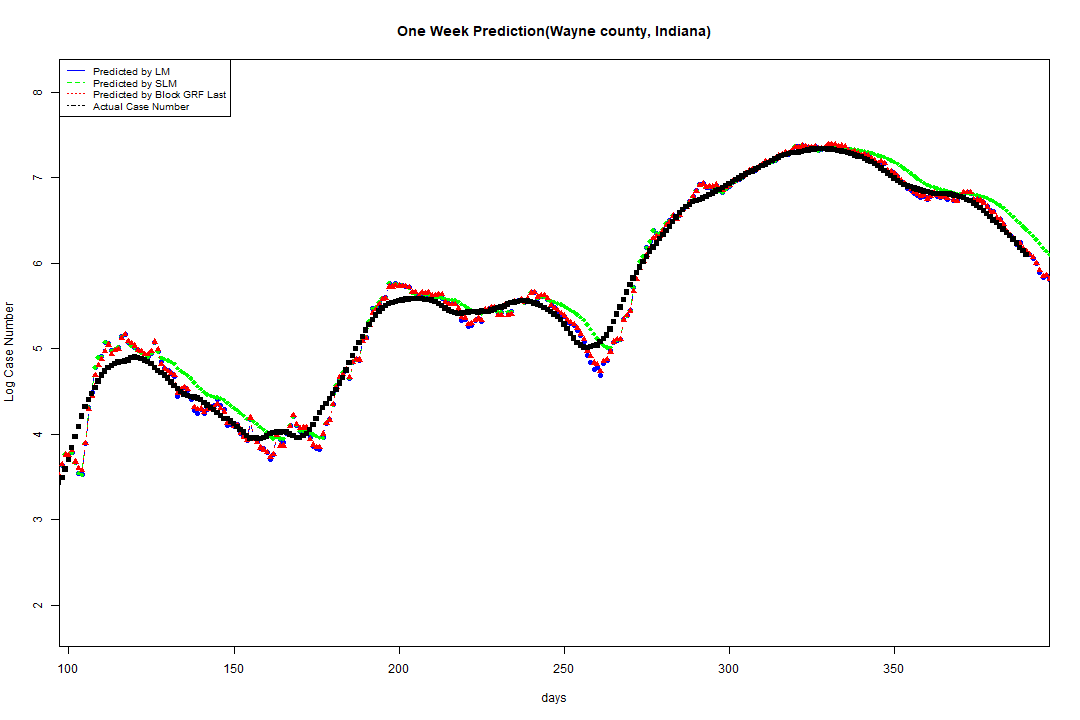 One Week Prediction(Wayne county, Indiana)
Predicted by LM
Predicted by SLM
Predicted by Block GRF Last
Actual Case Number
8
7
6
5
4
3
2
Log Case Number
100 150 200 250 300 350
days